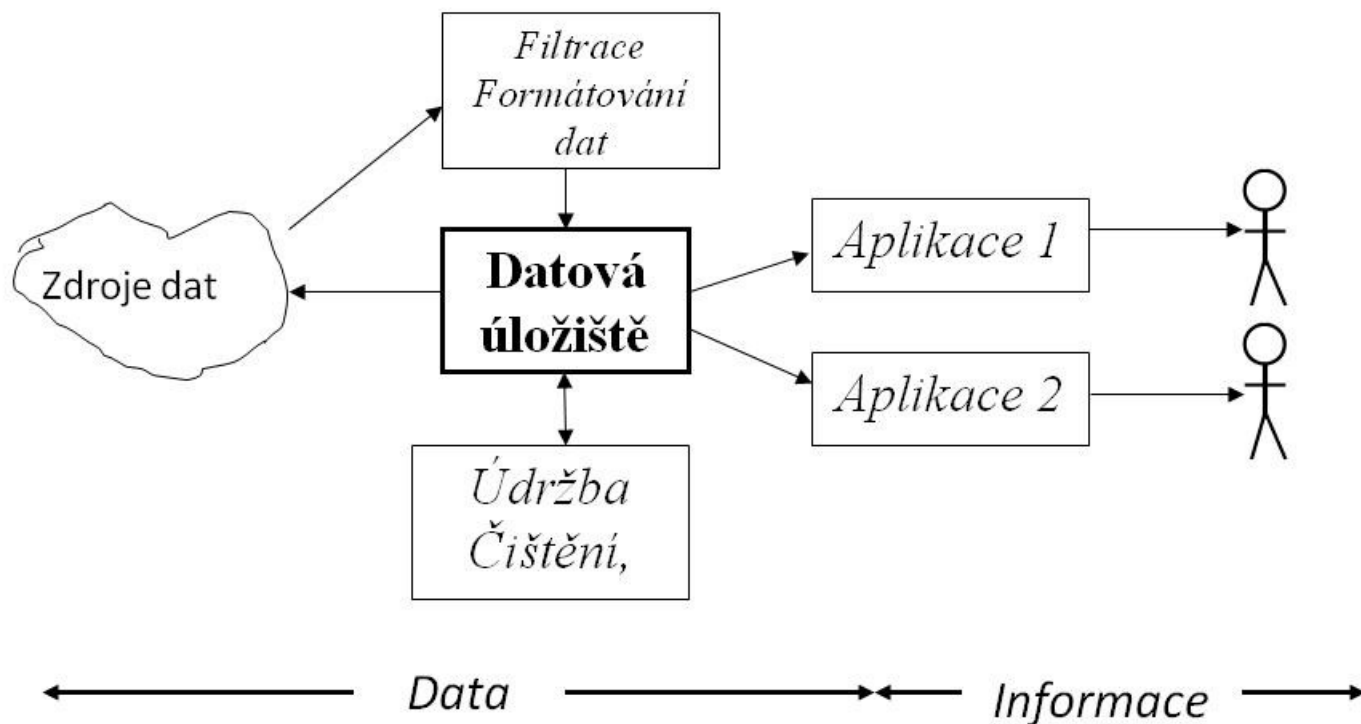 Filtrace
Formátování
dat
Zdroje dat
Datová
úložiště
Aplikace 1
Aplikace 2
Údržba
Čištění,
Data
Informace